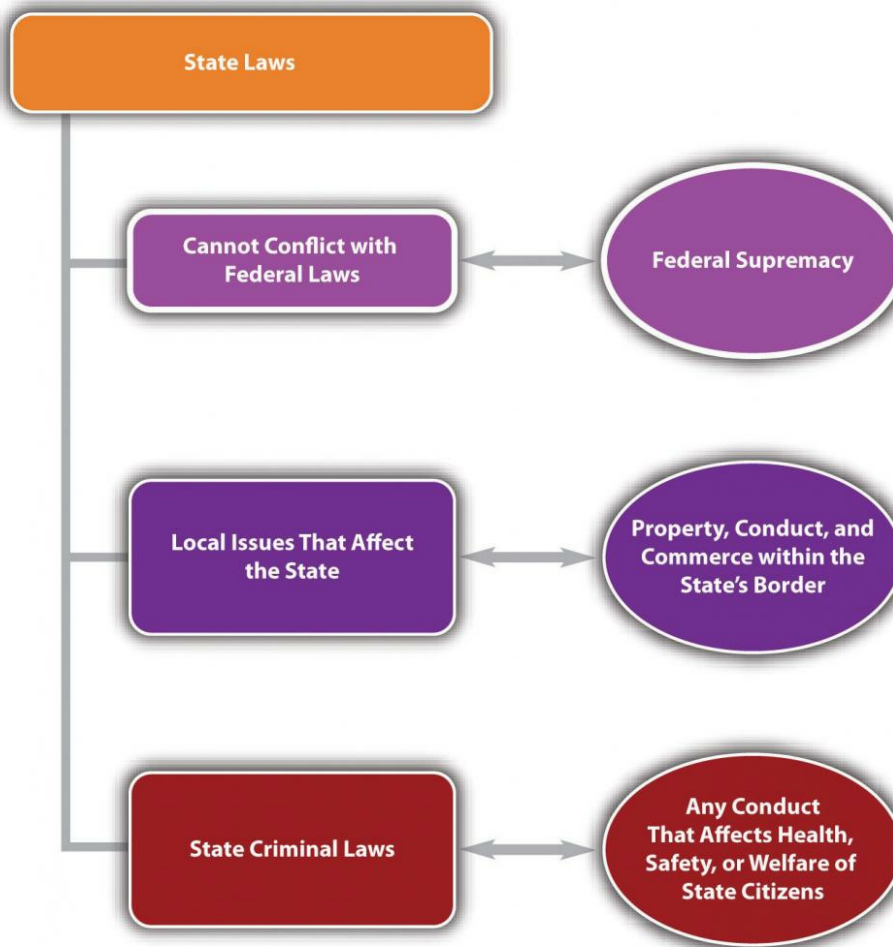 State Laws
Cannot Conflict with
Federal Laws
Federal Supremacy
Local Issues That Affect
the State
Property, Conduct, and
Commerce within the
State's Border
State Criminal Laws
Any Conduct
That Affects Health,
Safety, or Welfare of
State Citizens